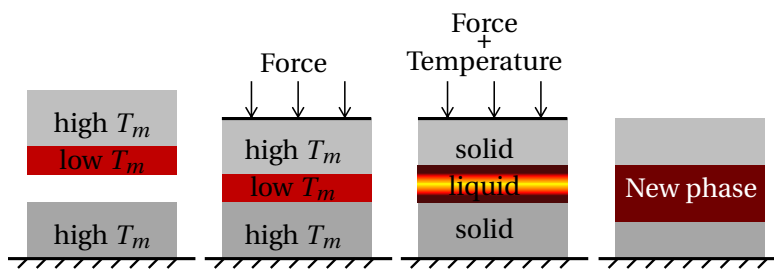 high Tm
low Tm
high Tm
Force
high Tm
low Tm
high Tm
Force
+
Temperature
solid
liquid
solid
New phase